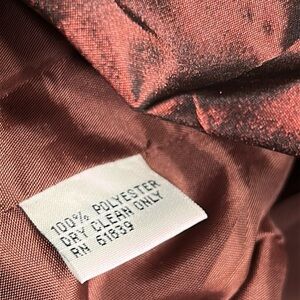 100% POLYESTER
DRY CLEAN ONLY
RN 61839